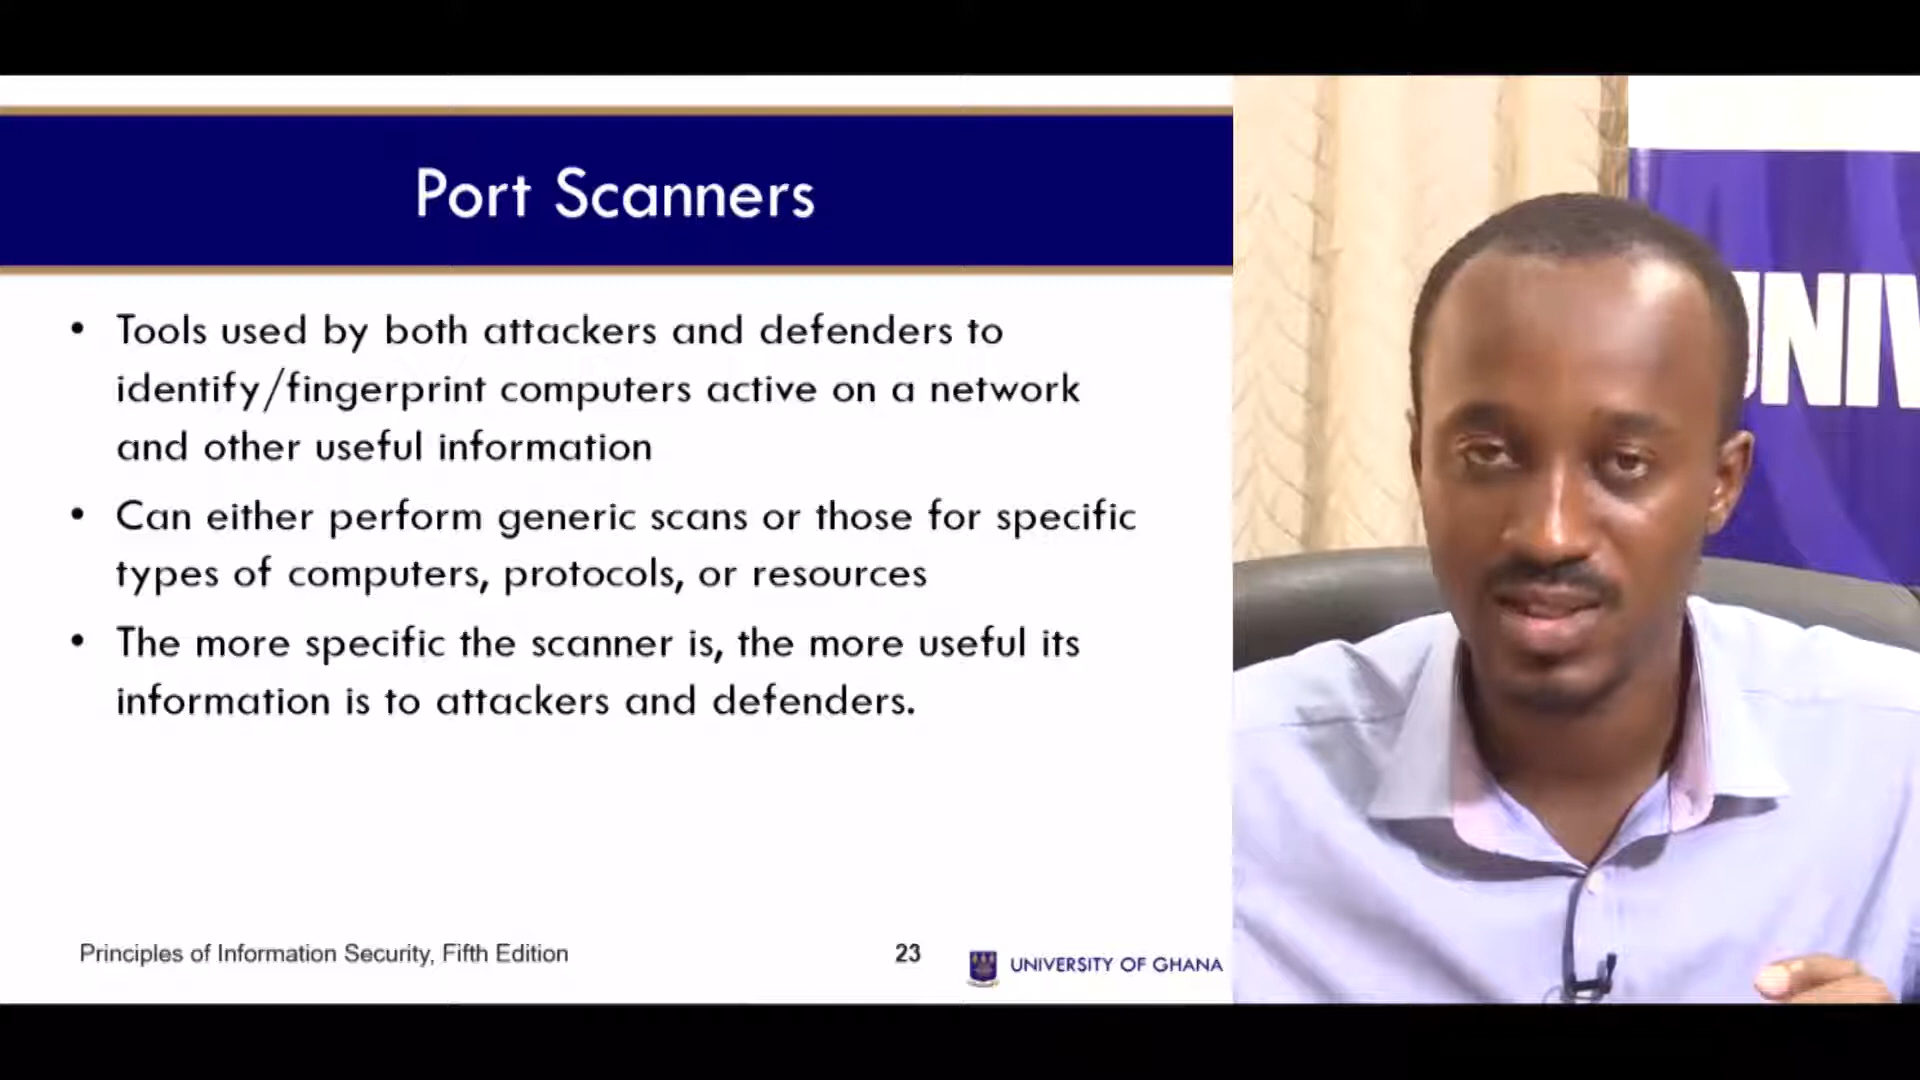 Port Scanners
• Tools used by both attackers and defenders to
identify/fingerprint computers active on a network
and other useful information
• Can either perform generic scans or those for specific
types of computers, protocols, or resources
• The more specific the scanner is, the more useful its
information is to attackers and defenders.
Principles of Information Security, Fifth Edition
23
UNIVERSITY OF GHANA
UNIV